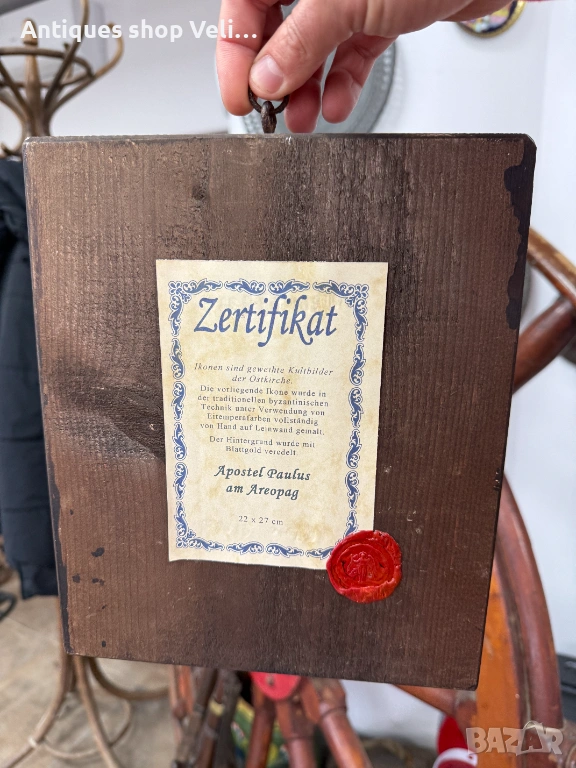 Antiques shop Veli...
Zertifikat
Ikonen sind geweihte Kultbilder
der Ostkirche.
Die vorliegende Ikone wurde in
der traditionellen byzantinischen
Technik unter Verwendung von
Eitemperafarben vollständig
von Hand auf Leinwand gemalt.
Der Hintergrund wurde mit
Blattgold veredelt
Apostel Paulus
am Areopag
22 x 27 cm
BAZAR